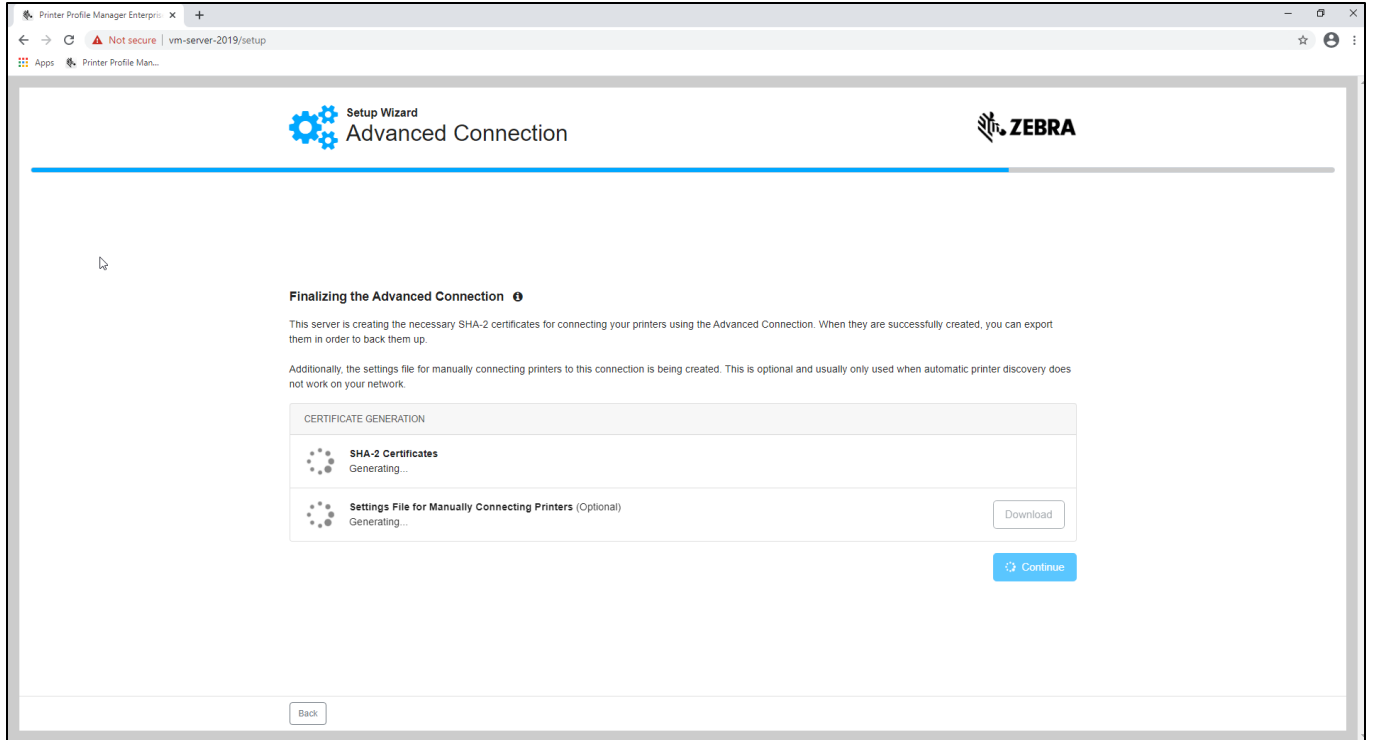 Printer Profile Manager Enterpris
Not secure | vm-server-2019/setup
Apps Printer Profile Man...
Setup Wizard
Advanced Connection
ZEBRA
Finalizing the Advanced Connection
This server is creating the necessary SHA-2 certificates for connecting your printers using the Advanced Connection. When they are successfully created, you can export
them in order to back them up.
Additionally, the settings file for manually connecting printers to this connection is being created. This is optional and usually only used when automatic printer discovery does
not work on your network.
CERTIFICATE GENERATION
SHA-2 Certificates
Generating...
Settings File for Manually Connecting Printers (Optional)
Generating...
Download
Continue
Back